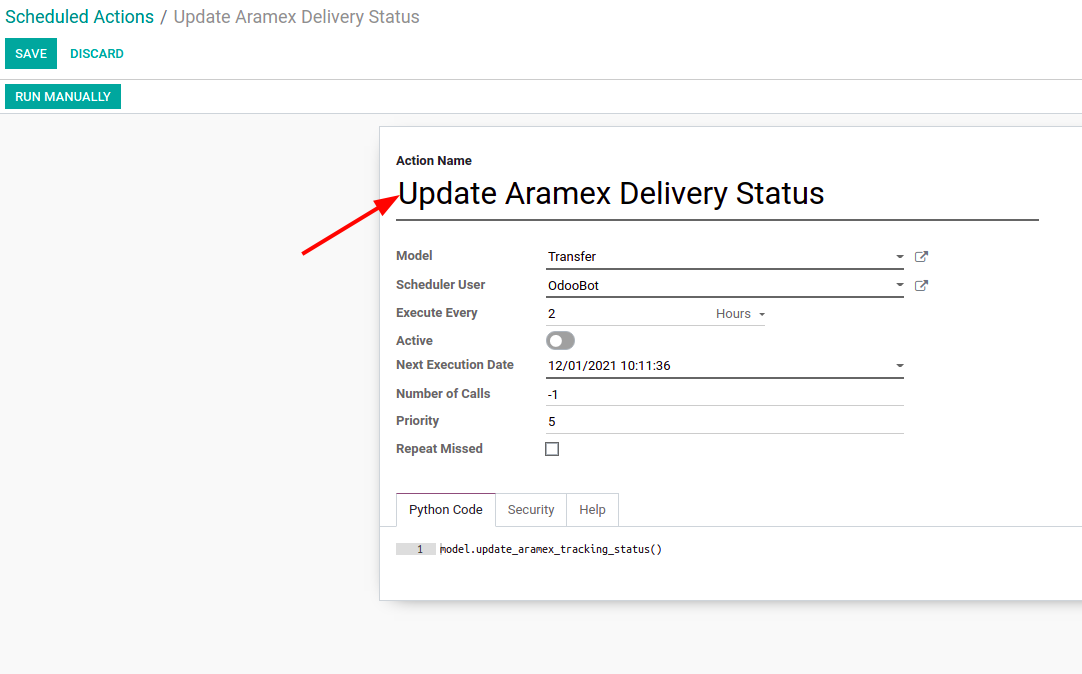 Scheduled Actions / Update Aramex Delivery Status
SAVE DISCARD
RUN MANUALLY
Action Name
Update Aramex Delivery Status
Model Transfer
Scheduler User OdooBot
Execute Every 2 Hours
Active
Next Execution Date 12/01/2021 10:11:36
Number of Calls -1
Priority 5
Repeat Missed
Python Code Security Help
1 model.update_aramex_tracking_status()